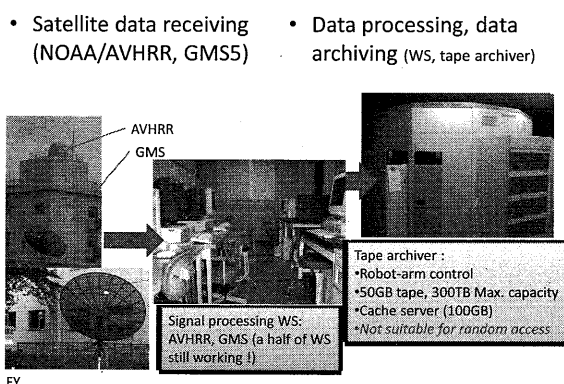 • Satellite data receiving
(NOAA/AVHRR, GMS5)
• Data processing, data
archiving (WS, tape archiver)
AVHRR
GMS
Signal processing WS:
AVHRR, GMS (a half of WS
still working !)
Tape archiver :
•Robot-arm control
•50GB tape, 300TB Max. capacity
•Cache server (100GB)
•Not suitable for random access
FY